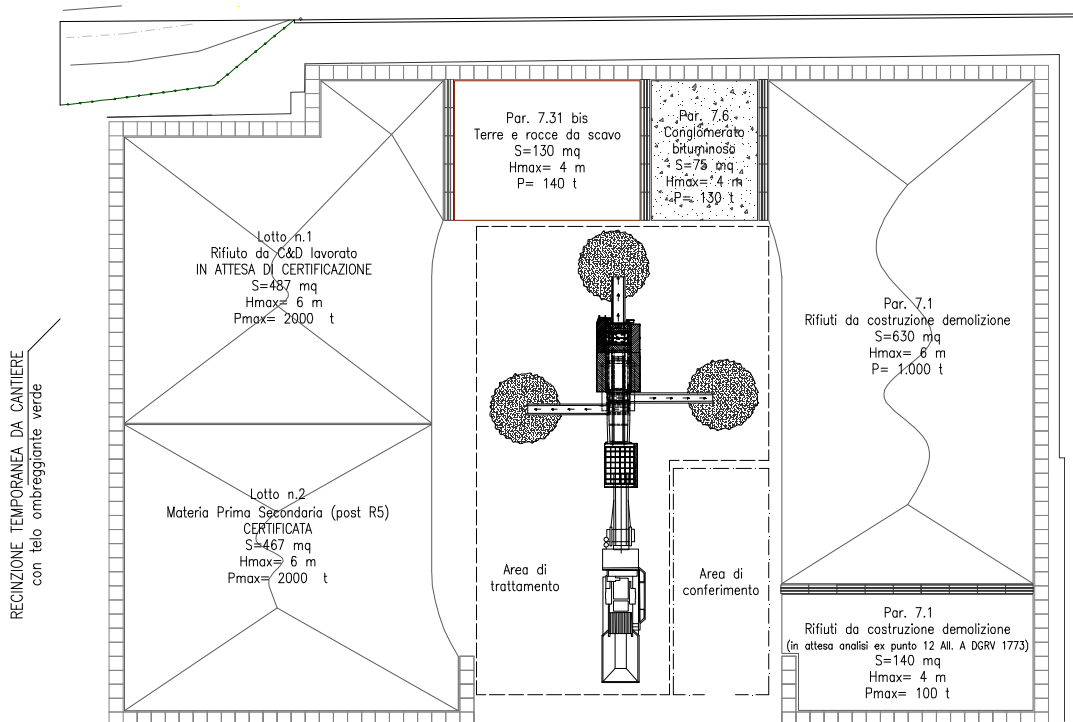 Par. 7.31 bis
Terre e rocce da scavo
S=130 mq
Hmax= 4 m
P= 140 t
Par. 7.6
Conglomerato
bituminoso
S=75 mq
Hmax= 4 m
P= 130 t
Lotto n.1
Rifiuto da C&D lavorato
IN ATTESA DI CERTIFICAZIONE
S=487 mq
Hmax= 6 m
Pmax= 2000 t
Par. 7.1
Rifiuti da costruzione demolizione
S=630 mq
Hmax= 6 m
P= 1.000 t
RECINZIONE TEMPORANEA DA CANTIERE
con telo ombreggiante verde
Lotto n.2
Materia Prima Secondaria (post R5)
CERTIFICATA
S=467 mq
Hmax= 6 m
Pmax= 2000 t
Area di
trattamento
Area di
conferimento
Par. 7.1
Rifiuti da costruzione demolizione
(in attesa analisi ex punto 12 All. A DGRV 1773)
S=140 mq
Hmax= 4 m
Pmax= 100 t